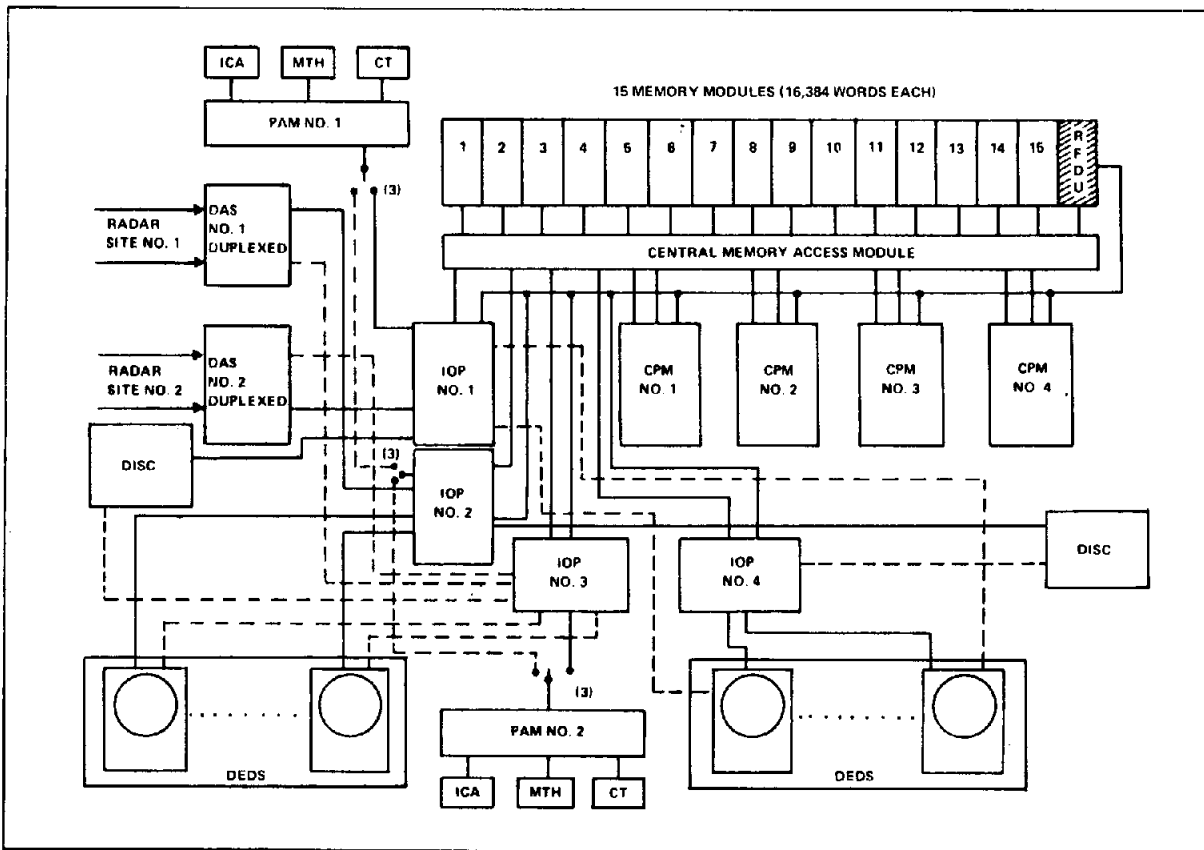 ICA MTH CT
PAM NO. 1
15 MEMORY MODULES (16,384 WORDS EACH)
1 2 3 4 5 6 7 8 9 10 11 12 13 14 15
R
F
D
U
(3)
RADAR
SITE NO. 1
DAS
NO. 1
DUPLEXED
CENTRAL MEMORY ACCESS MODULE
RADAR
SITE NO. 2
DAS
NO. 2
DUPLEXED
IOP
NO. 1
CPM
NO. 1
CPM
NO. 2
CPM
NO. 3
CPM
NO. 4
DISC
(3)
IOP
NO. 2
IOP
NO. 3
IOP
NO. 4
DISC
(3)
PAM NO. 2
DEDS
DEDS
ICA MTH CT